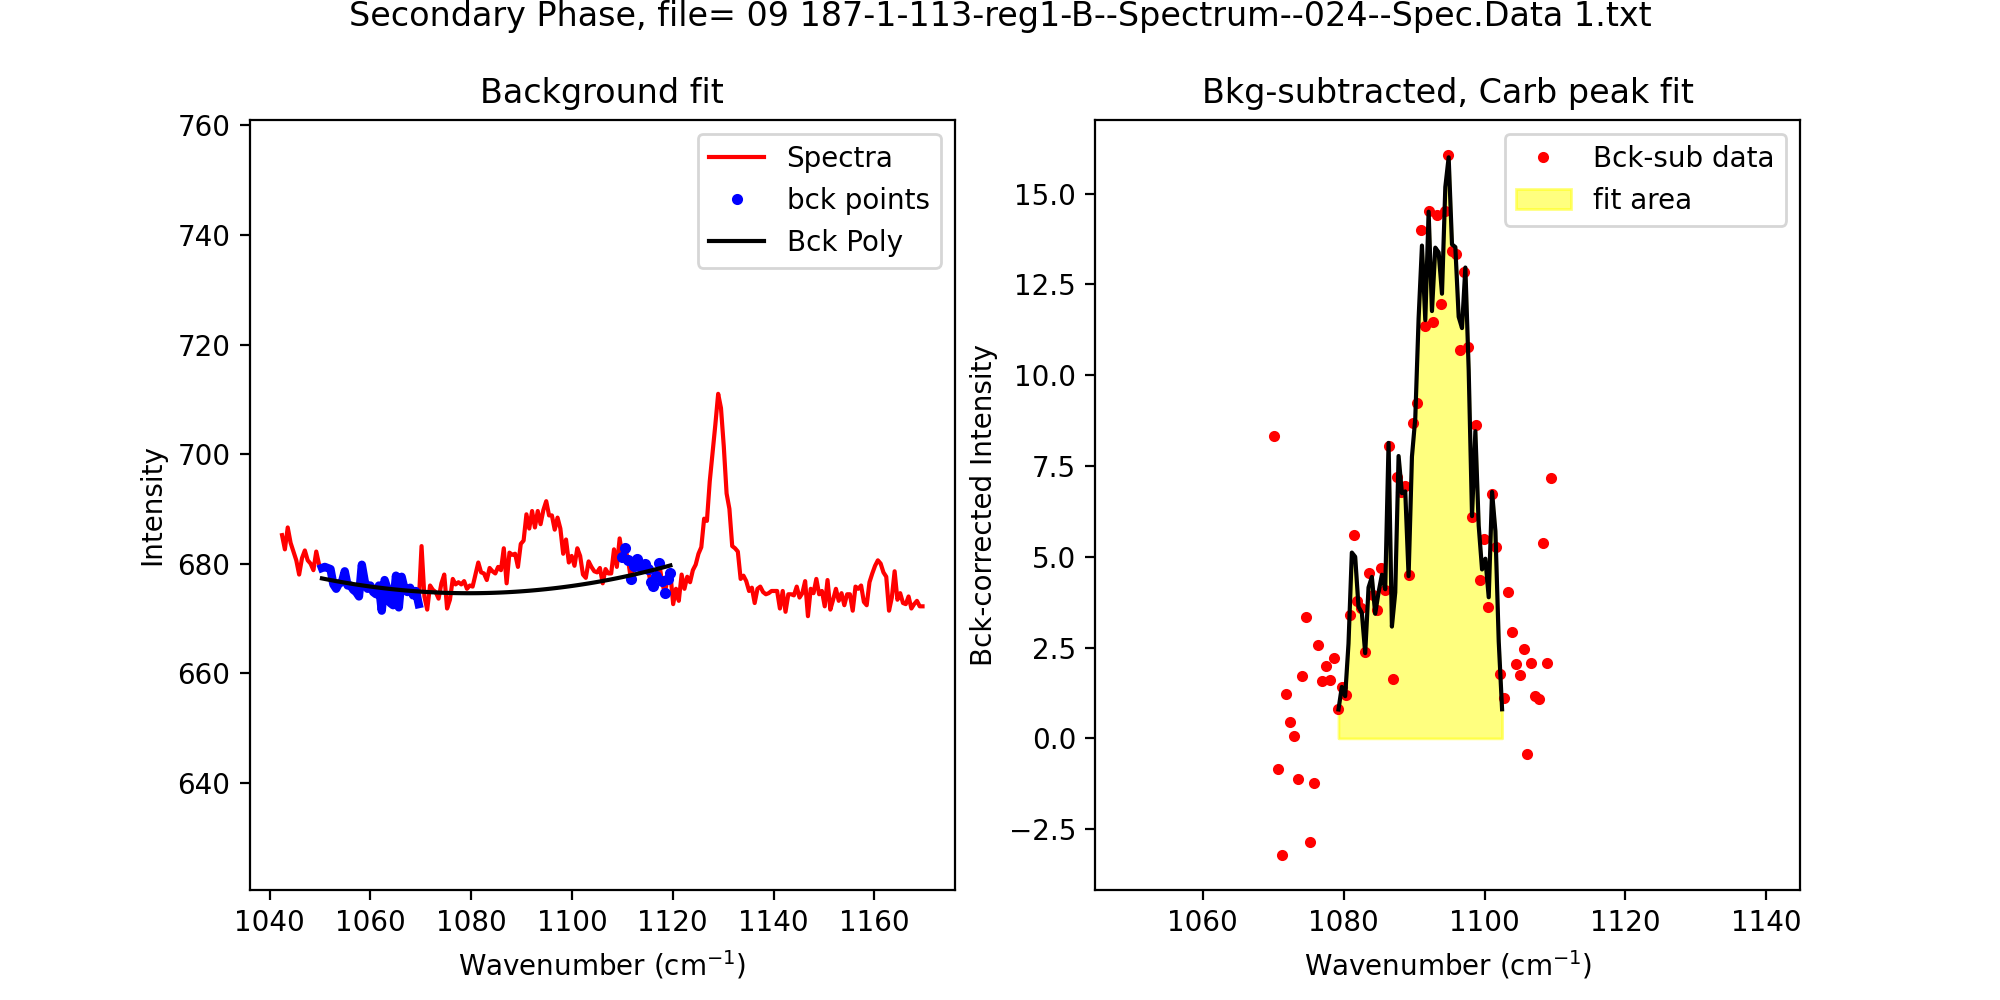 Secondary Phase, file= 09 187-1-113-reg1-B--Spectrum--024--Spec.Data 1.txt
Background fit
760
740
720
700
680
660
640
Intensity
Spectra
bck points
Bck Poly
1040 1060 1080 1100 1120 1140 1160
Wavenumber (cm⁻¹)
Bkg-subtracted, Carb peak fit
15.0
12.5
10.0
7.5
5.0
2.5
0.0
−2.5
Bck-corrected Intensity
Bck-sub data
fit area
1060 1080 1100 1120 1140
Wavenumber (cm⁻¹)